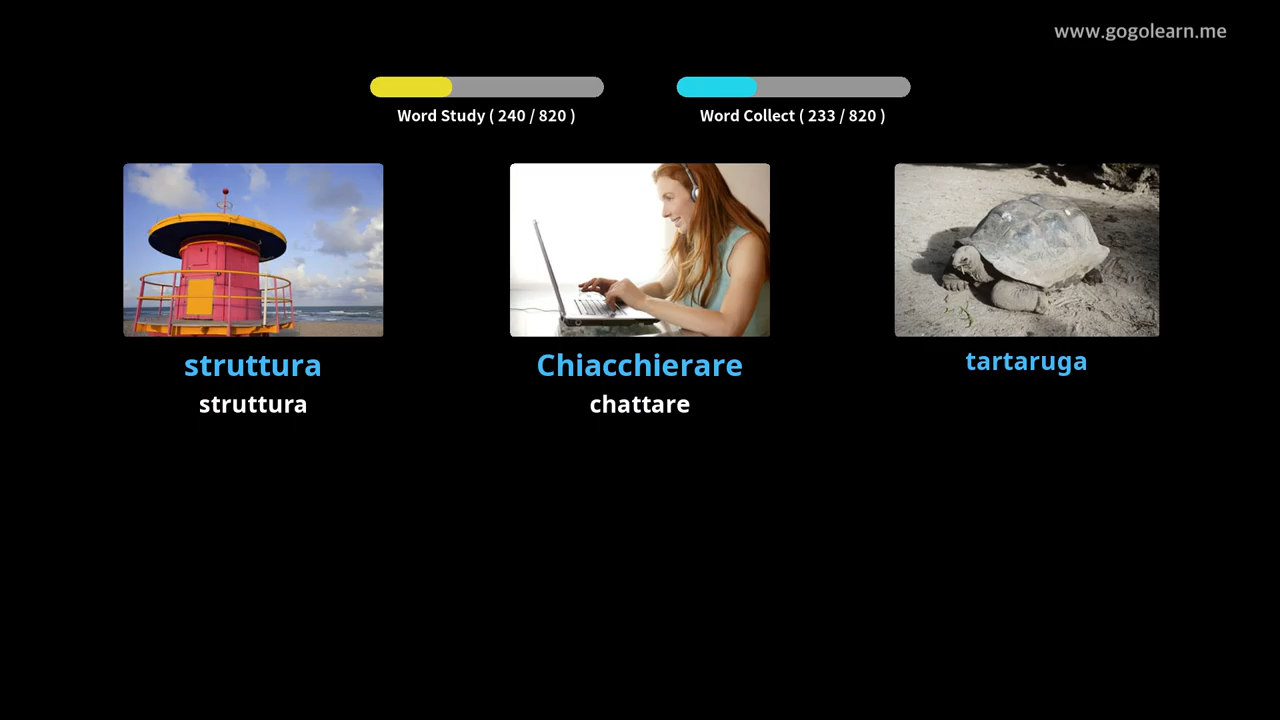 www.gogolearn.me
Word Study ( 240 / 820 )
Word Collect ( 233 / 820 )
struttura
struttura
Chiacchierare
chattare
tartaruga